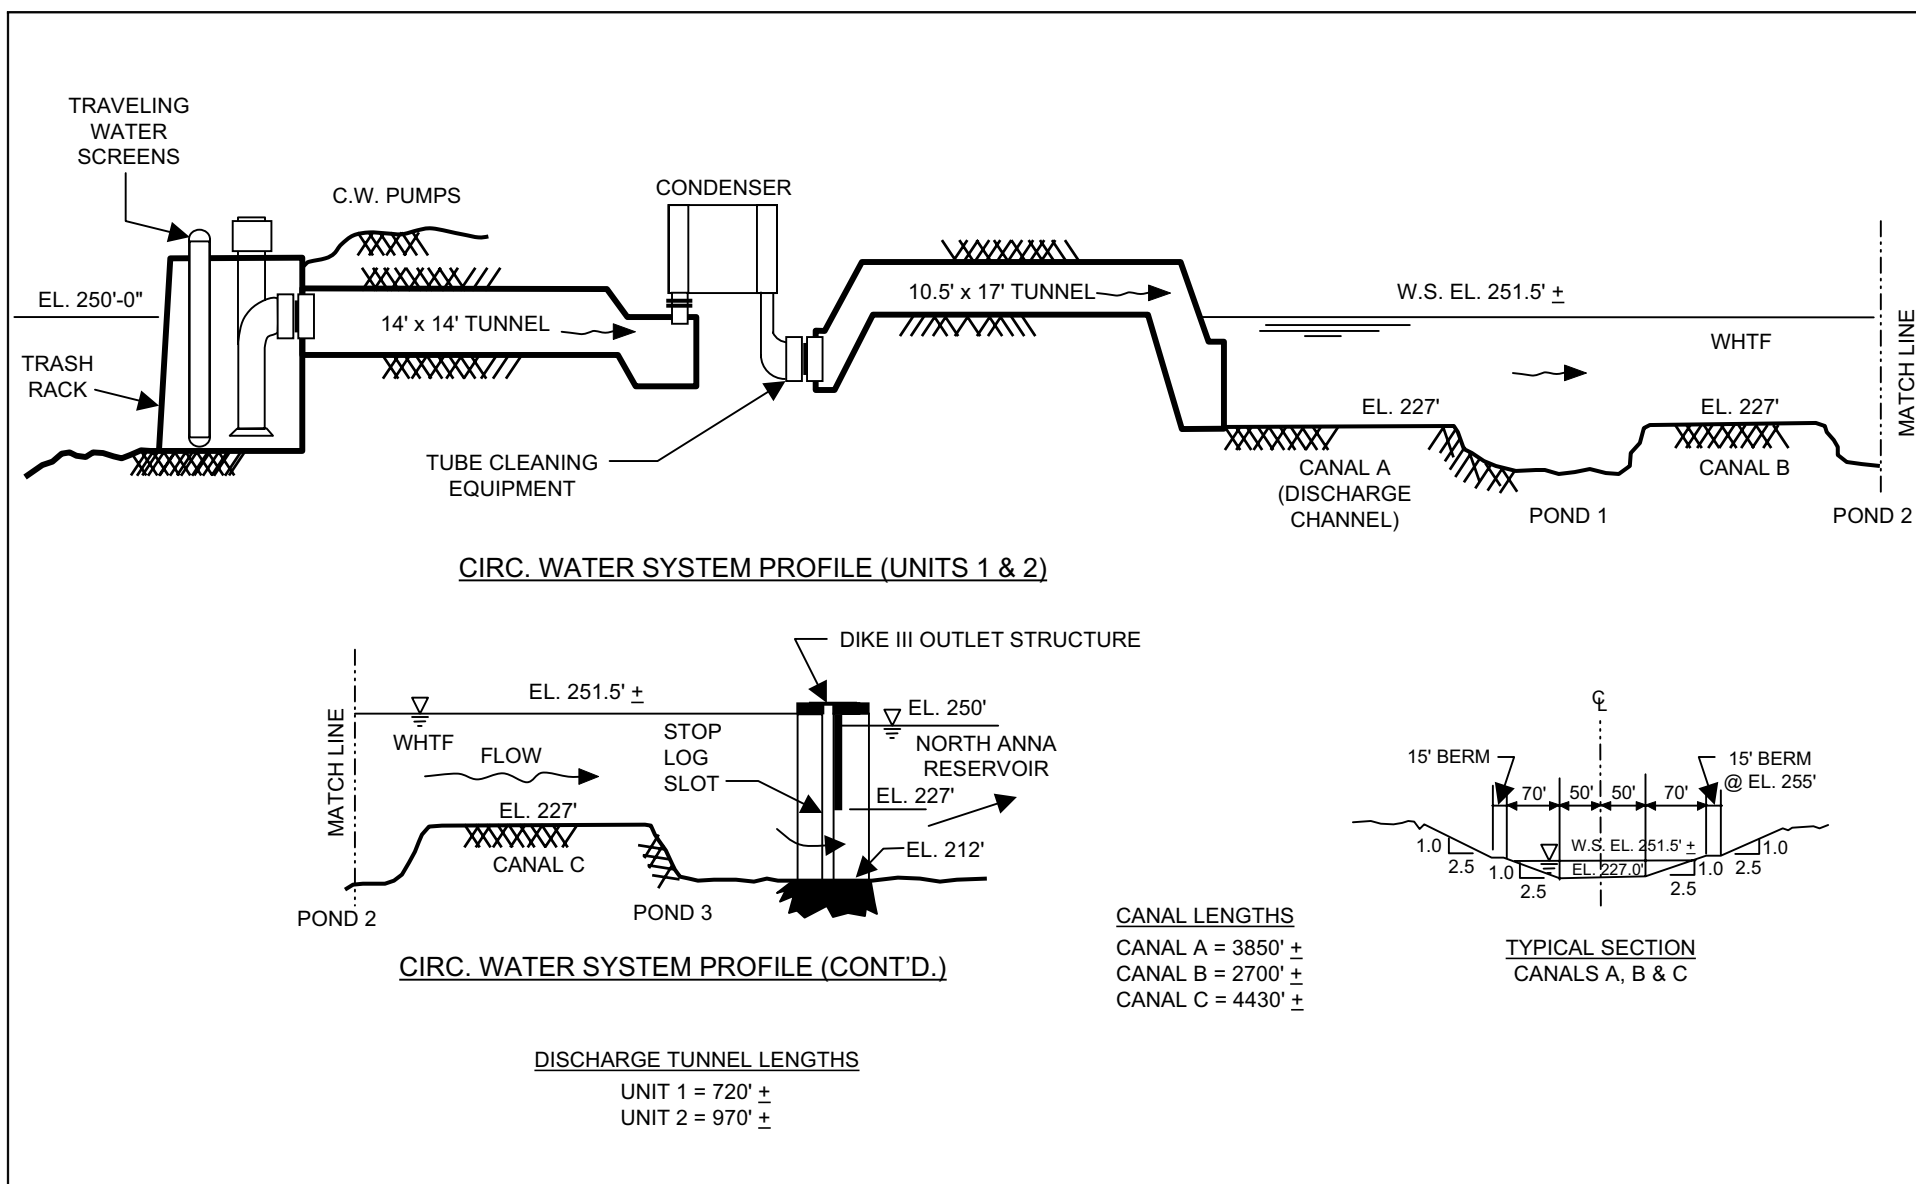 TRAVELING
WATER
SCREENS
C.W. PUMPS
CONDENSER
EL. 250'-0"
14' x 14' TUNNEL
10.5' x 17' TUNNEL
W.S. EL. 251.5' ±
WHTF
MATCH LINE
TRASH
RACK
TUBE CLEANING
EQUIPMENT
EL. 227'
EL. 227'
CANAL A
(DISCHARGE
CHANNEL)
CANAL B
POND 1
POND 2
CIRC. WATER SYSTEM PROFILE (UNITS 1 & 2)
DIKE III OUTLET STRUCTURE
MATCH LINE
EL. 251.5' ±
WHTF
FLOW
STOP
LOG
SLOT
EL. 250'
NORTH ANNA
RESERVOIR
EL. 227'
EL. 227'
CANAL C
EL. 212'
POND 2
POND 3
CIRC. WATER SYSTEM PROFILE (CONT'D.)
DISCHARGE TUNNEL LENGTHS
UNIT 1 = 720' ±
UNIT 2 = 970' ±
CANAL LENGTHS
CANAL A = 3850' ±
CANAL B = 2700' ±
CANAL C = 4430' ±
℄
15' BERM
15' BERM
@ EL. 255'
70' 50' 50' 70'
W.S. EL. 251.5' ±
EL. 227.0'
1.0
2.5
1.0
2.5
1.0
2.5
1.0
2.5
TYPICAL SECTION
CANALS A, B & C